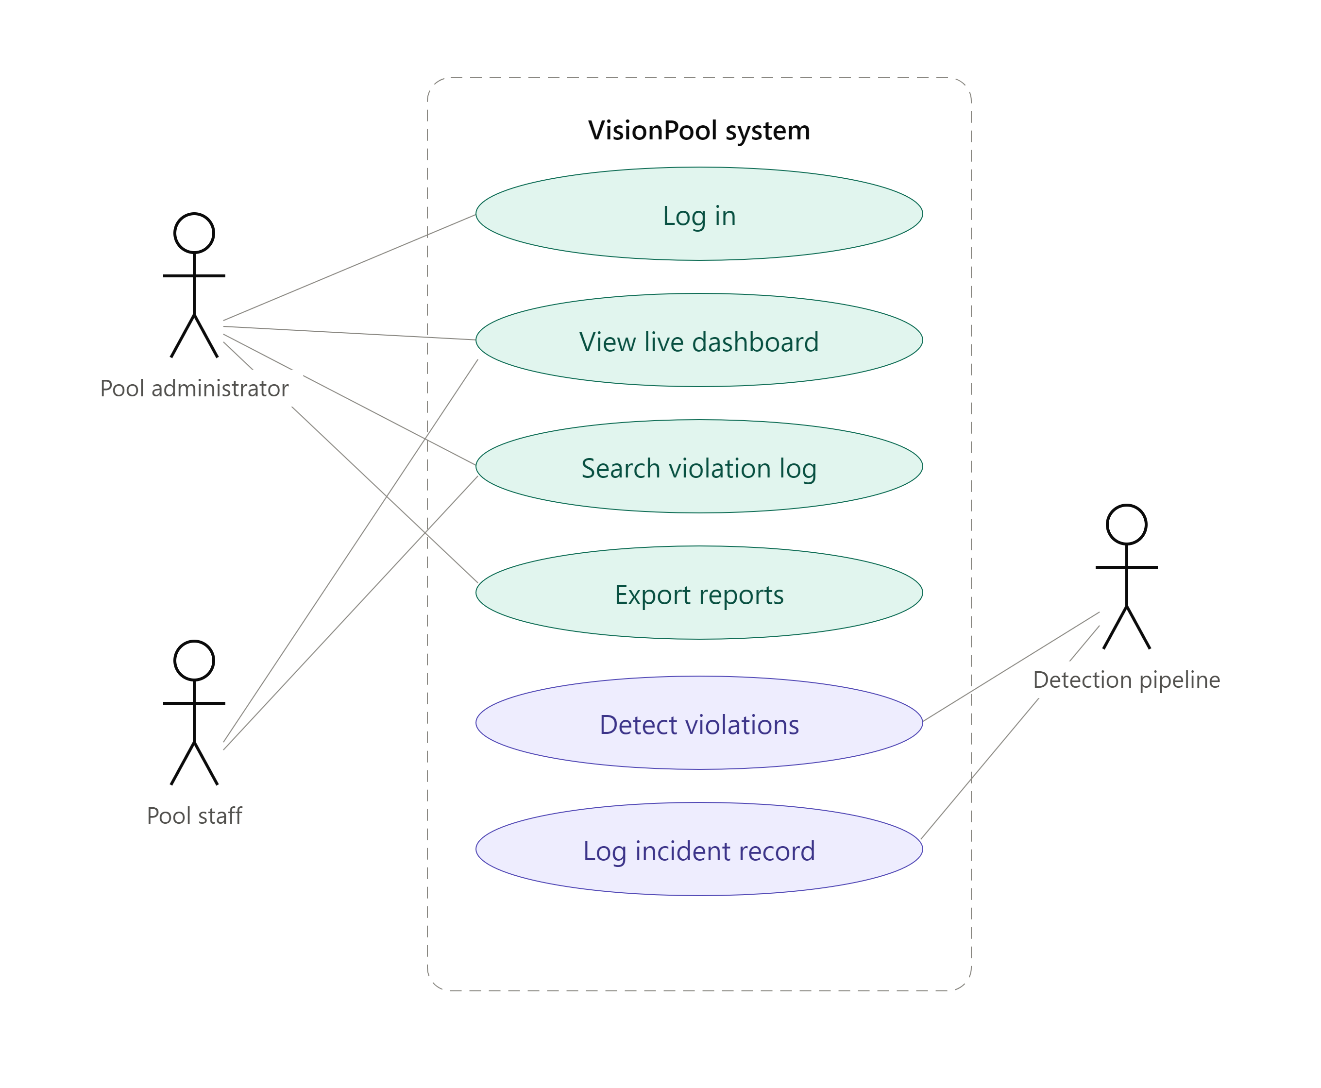 VisionPool system
Log in
View live dashboard
Pool administrator
Search violation log
Export reports
Detection pipeline
Detect violations
Pool staff
Log incident record